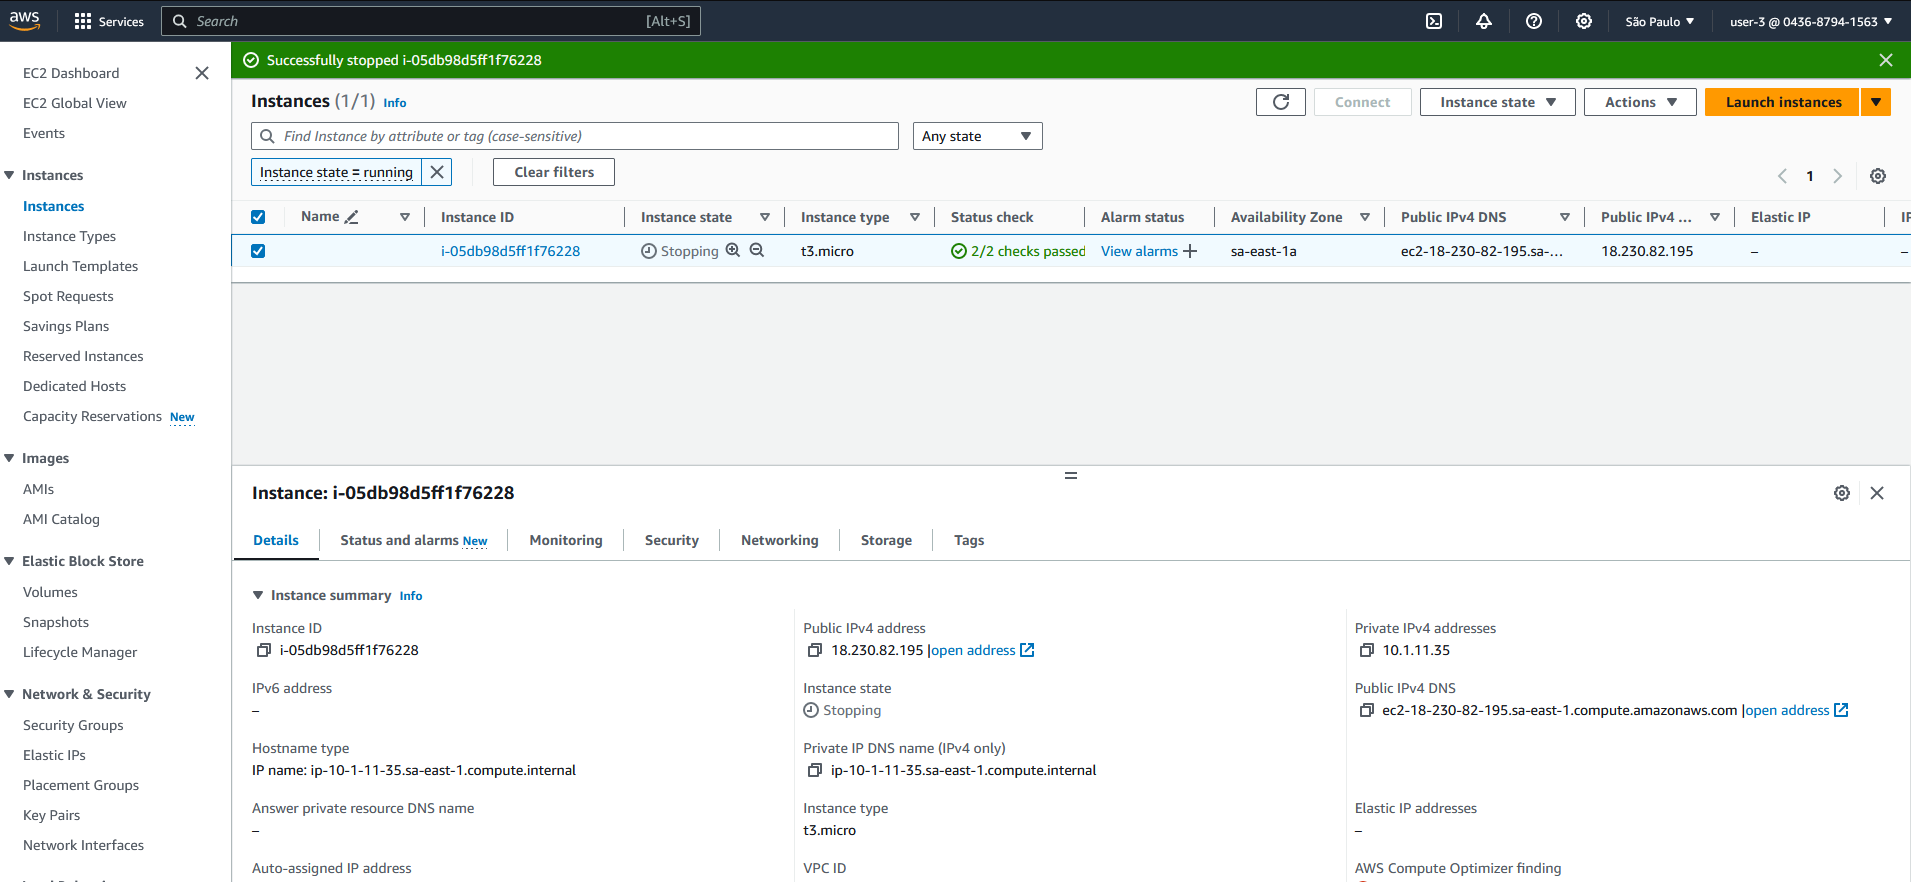 aws Services Search [Alt+S] São Paulo ▼ user-3 @ 0436-8794-1563 ▼
EC2 Dashboard
EC2 Global View
Events
Instances
Instances
Instance Types
Launch Templates
Spot Requests
Savings Plans
Reserved Instances
Dedicated Hosts
Capacity Reservations New
Images
AMIs
AMI Catalog
Elastic Block Store
Volumes
Snapshots
Lifecycle Manager
Network & Security
Security Groups
Elastic IPs
Placement Groups
Key Pairs
Network Interfaces
Successfully stopped i-05db98d5ff1f76228
Instances (1/1) Info Connect Instance state Actions Launch instances
Find Instance by attribute or tag (case-sensitive) Any state
Instance state = running Clear filters 1
Name Instance ID Instance state Instance type Status check Alarm status Availability Zone Public IPv4 DNS Public IPv4 ... Elastic IP
i-05db98d5ff1f76228 Stopping t3.micro 2/2 checks passed View alarms + sa-east-1a ec2-18-230-82-195.sa-... 18.230.82.195 – –
Instance: i-05db98d5ff1f76228
Details Status and alarms New Monitoring Security Networking Storage Tags
Instance summary Info
Instance ID
i-05db98d5ff1f76228
Public IPv4 address
18.230.82.195 |open address
Private IPv4 addresses
10.1.11.35
IPv6 address
–
Instance state
Stopping
Public IPv4 DNS
ec2-18-230-82-195.sa-east-1.compute.amazonaws.com |open address
Hostname type
IP name: ip-10-1-11-35.sa-east-1.compute.internal
Private IP DNS name (IPv4 only)
ip-10-1-11-35.sa-east-1.compute.internal
Answer private resource DNS name
–
Instance type
t3.micro
Elastic IP addresses
–
Auto-assigned IP address
VPC ID
AWS Compute Optimizer finding